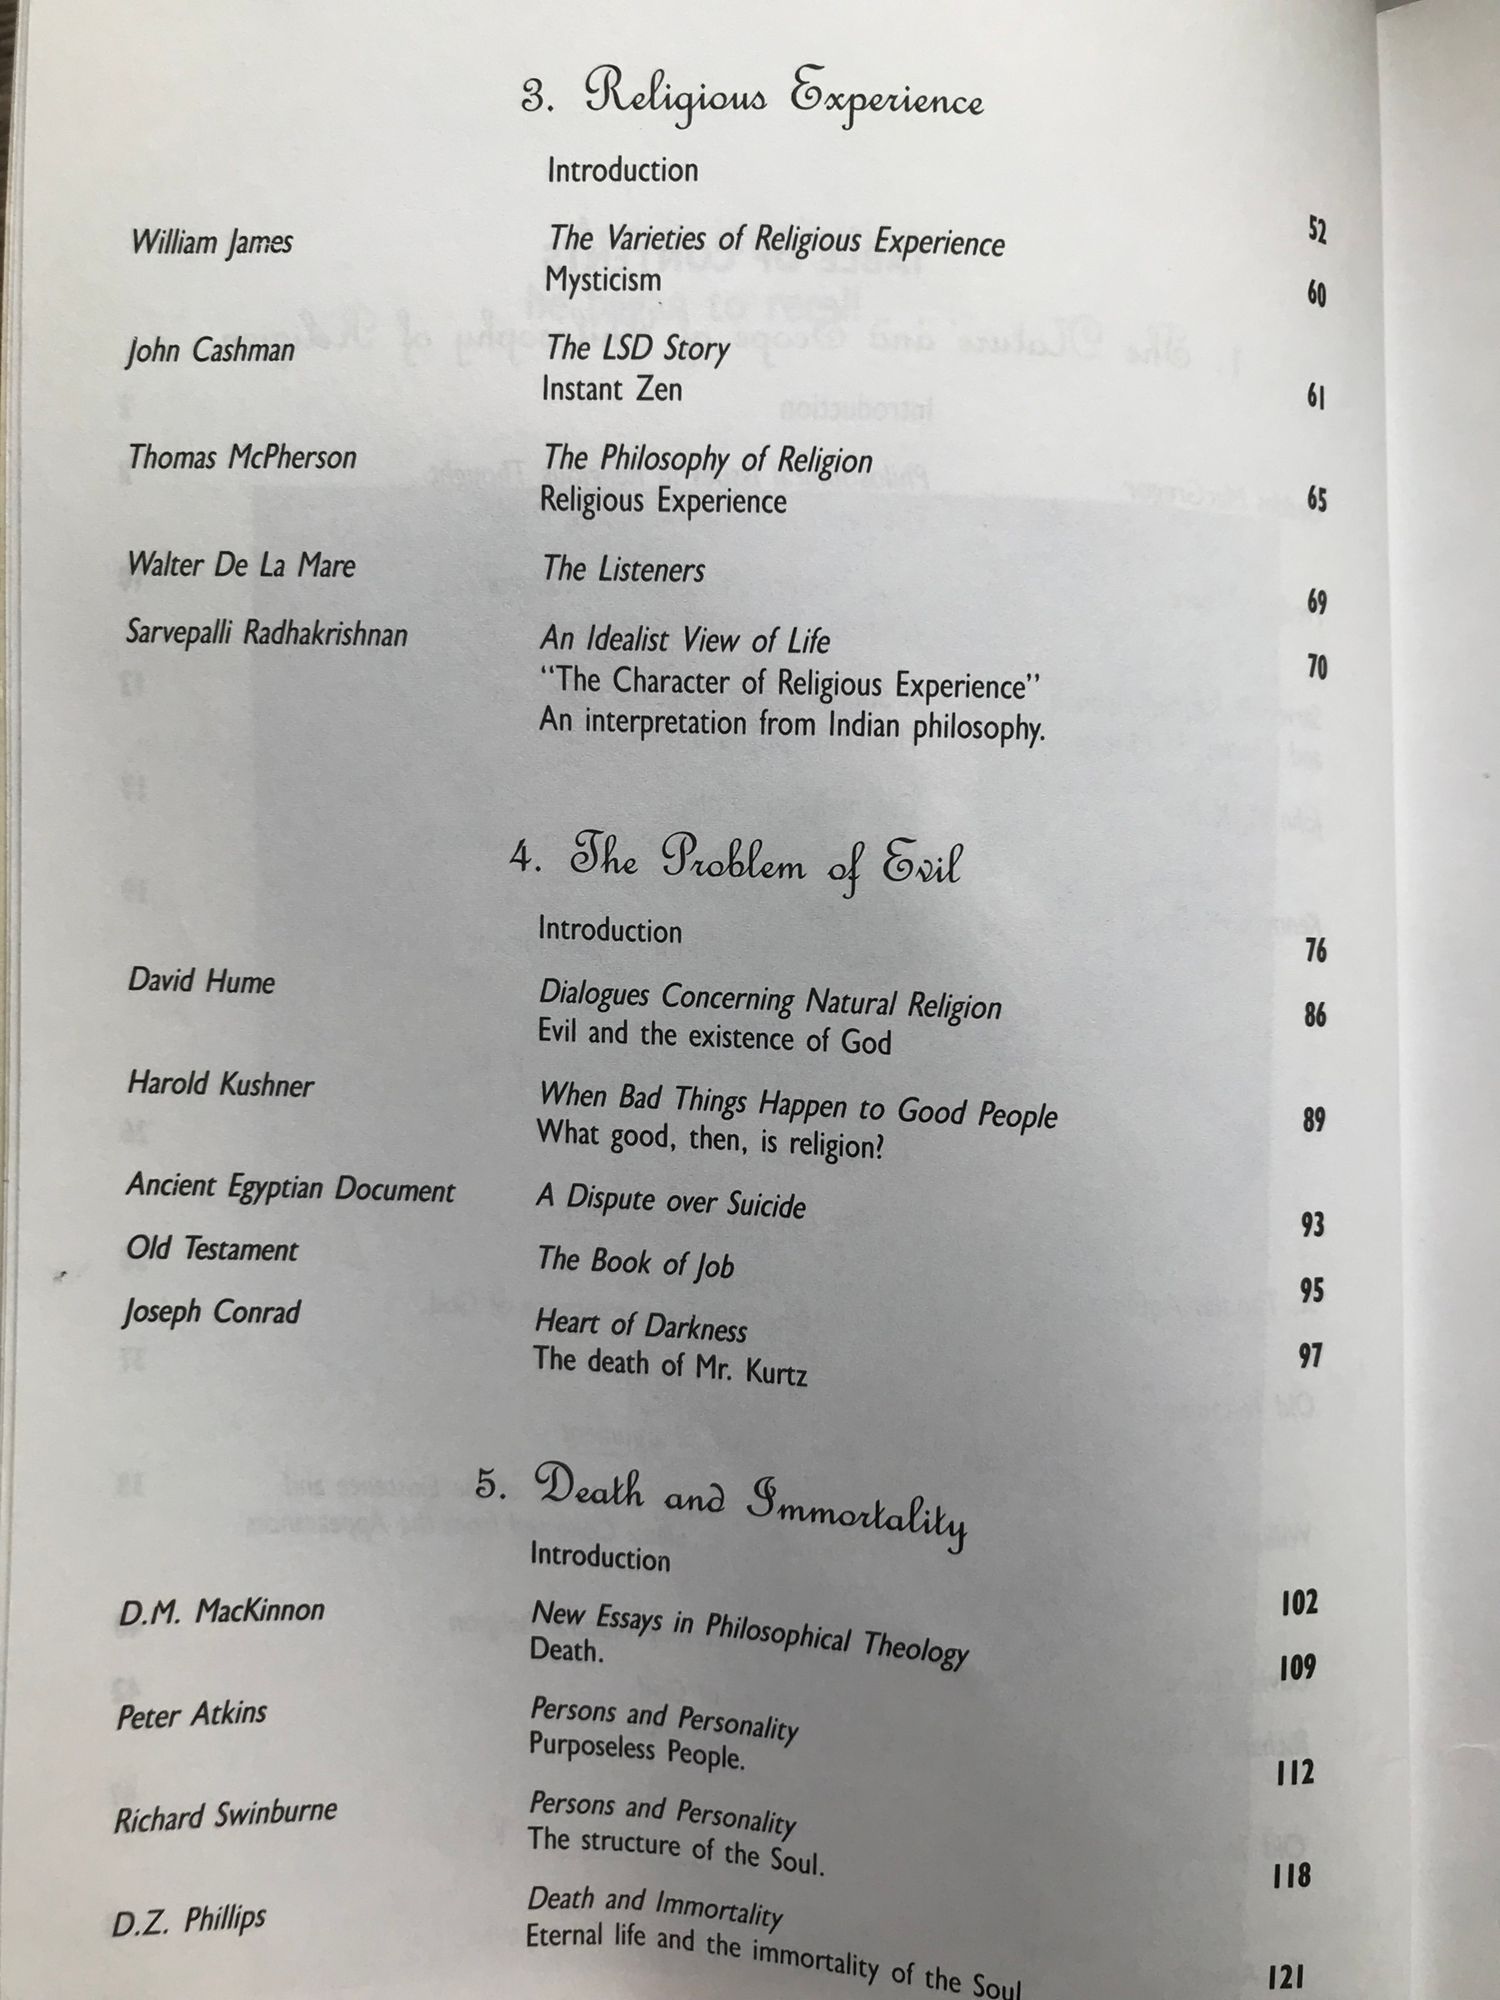 3. Religious Experience
Introduction 52
William James The Varieties of Religious Experience 60
Mysticism
John Cashman The LSD Story 61
Instant Zen
Thomas McPherson The Philosophy of Religion 65
Religious Experience
Walter De La Mare The Listeners 69
Sarvepalli Radhakrishnan An Idealist View of Life 70
"The Character of Religious Experience"
An interpretation from Indian philosophy.
4. The Problem of Evil
Introduction 76
David Hume Dialogues Concerning Natural Religion 86
Evil and the existence of God
Harold Kushner When Bad Things Happen to Good People 89
What good, then, is religion?
Ancient Egyptian Document A Dispute over Suicide 93
Old Testament The Book of Job 95
Joseph Conrad Heart of Darkness 97
The death of Mr. Kurtz
5. Death and Immortality
Introduction 102
D.M. MacKinnon New Essays in Philosophical Theology 109
Death.
Peter Atkins Persons and Personality 112
Purposeless People.
Richard Swinburne Persons and Personality 118
The structure of the Soul.
D.Z. Phillips Death and Immortality 121
Eternal life and the immortality of the Soul